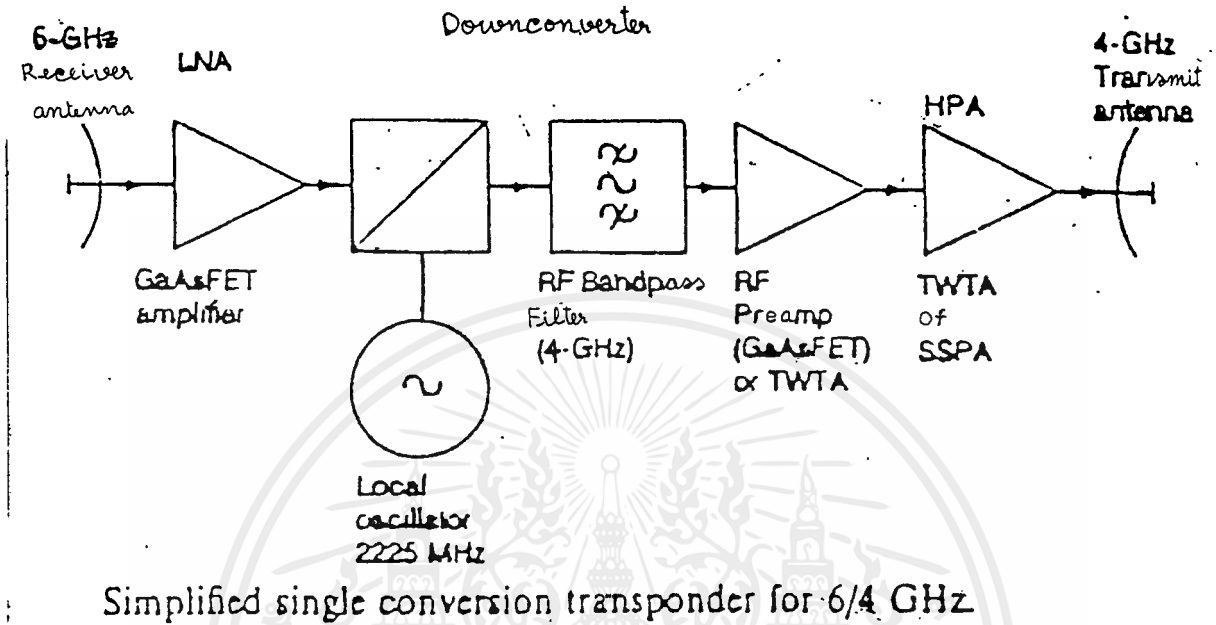 Downconverter
6-GHz
Receiver
antenna
LNA
HPA
4-GHz
Transmit
antenna
GaAsFET
amplifier
RF Bandpass
Filter
(4-GHz)
RF
Preamp
(GaAsFET)
or TWTA
TWTA
of
SSPA
Local
oscillator
2225 MHz
Simplified single conversion transponder for 6/4 GHz